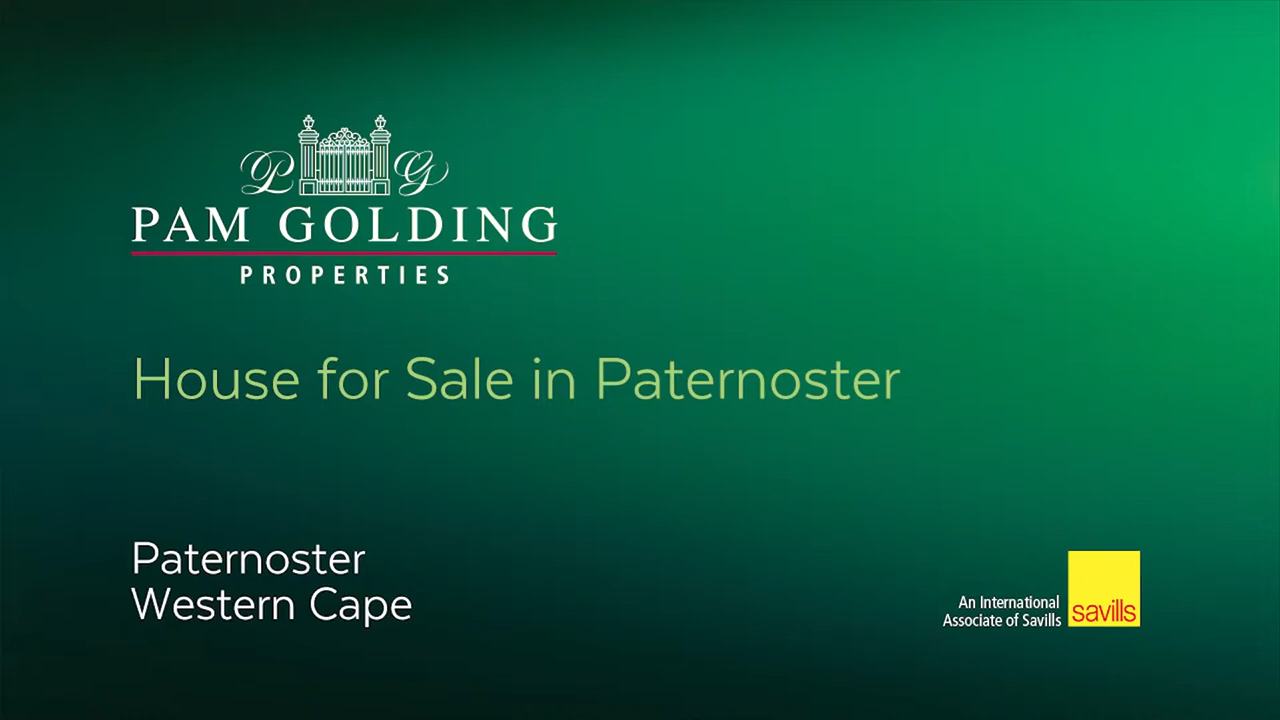 P G
PAM GOLDING
PROPERTIES
House for Sale in Paternoster
Paternoster
Western Cape
An International
Associate of Savills
savills